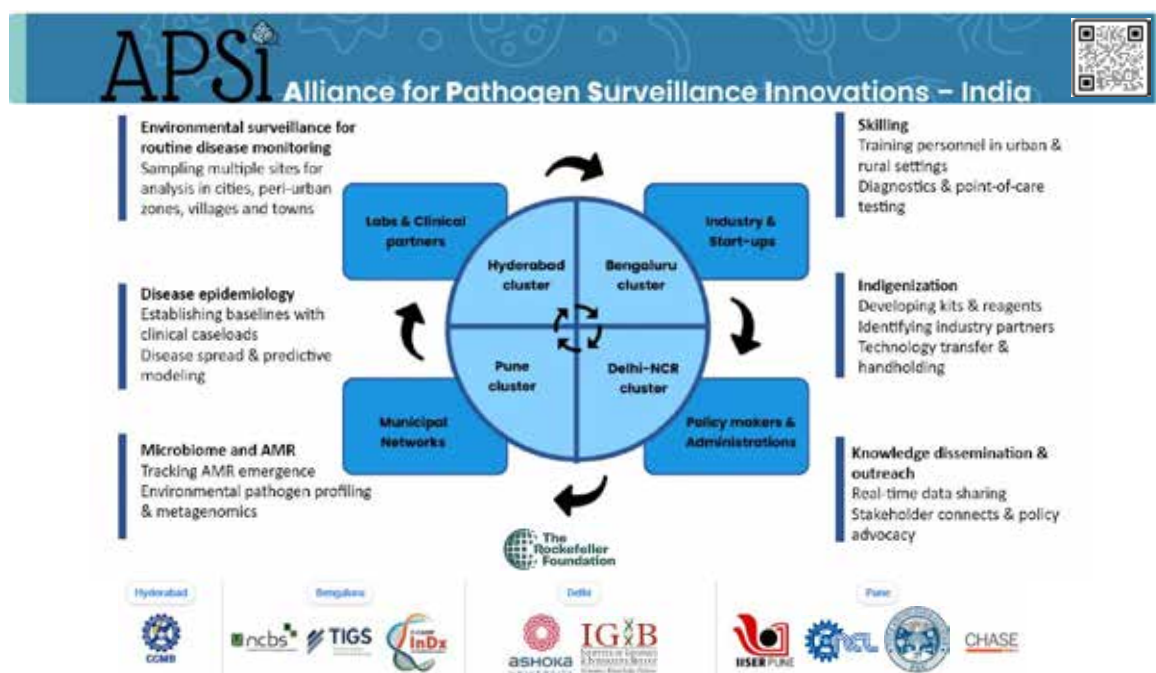 APSi
Alliance for Pathogen Surveillance Innovations – India
Environmental surveillance for
routine disease monitoring
Sampling multiple sites for
analysis in cities, peri-urban
zones, villages and towns
Disease epidemiology
Establishing baselines with
clinical caseloads
Disease spread & predictive
modeling
Microbiome and AMR
Tracking AMR emergence
Environmental pathogen profiling
& metagenomics
Labs & Clinical
partners
Industry &
Start-ups
Hyderabad
cluster
Bengaluru
cluster
Pune
cluster
Delhi-NCR
cluster
Municipal
Networks
Policy makers &
Administrations
Skilling
Training personnel in urban &
rural settings
Diagnostics & point-of-care
testing
Indigenization
Developing kits & reagents
Identifying industry partners
Technology transfer &
handholding
Knowledge dissemination &
outreach
Real-time data sharing
Stakeholder connects & policy
advocacy
The
Rockefeller
Foundation
Hyderabad
Bengaluru
Delhi
Pune
CCMB
ncbs
TIGS
InDx
ASHOKA
IGIB
IISER PUNE
NCL
CHASE